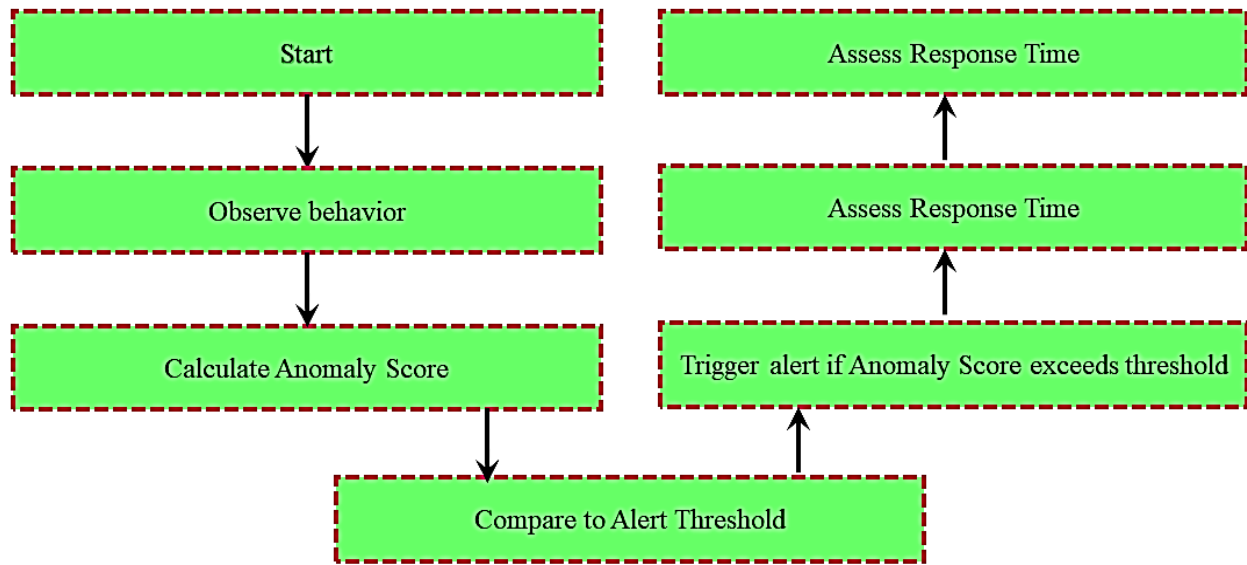 Start
Observe behavior
Calculate Anomaly Score
Compare to Alert Threshold
Trigger alert if Anomaly Score exceeds threshold
Assess Response Time
Assess Response Time